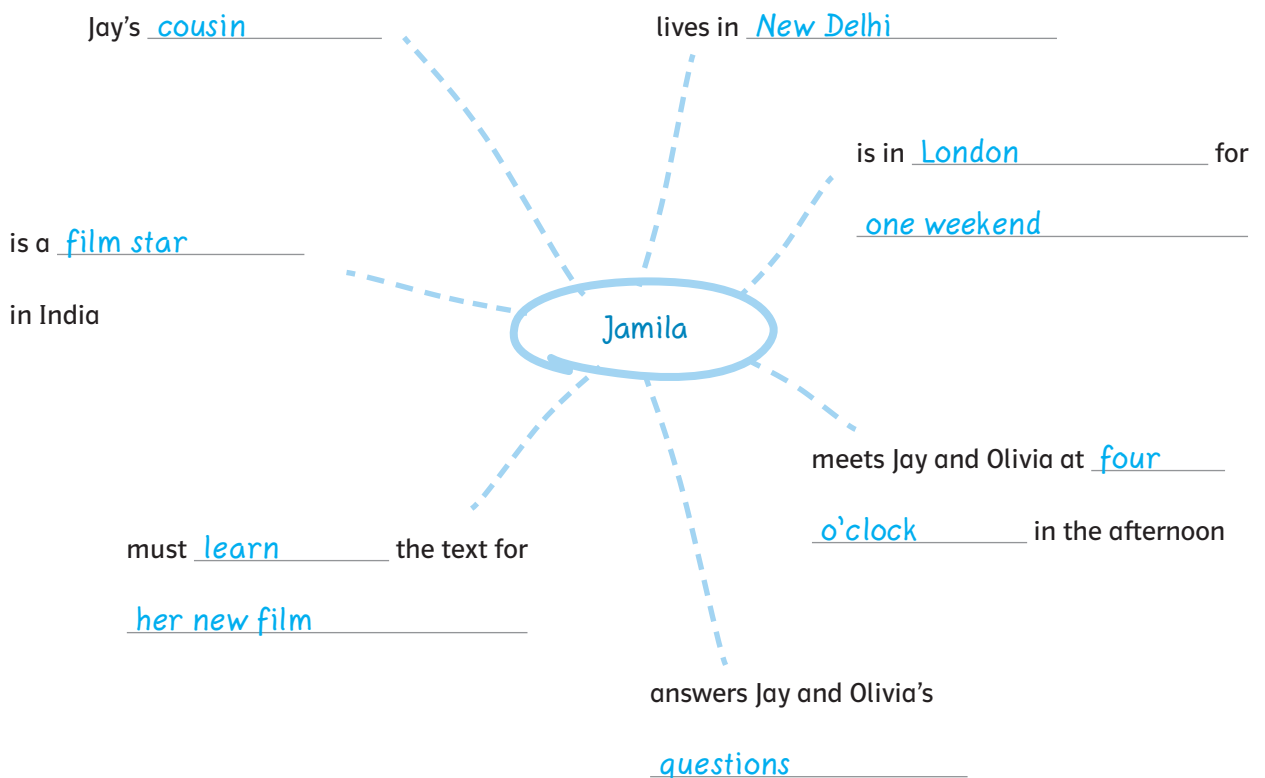 Jay's cousin
lives in New Delhi
is in London for
one weekend
is a film star
in India
Jamila
meets Jay and Olivia at four
o'clock in the afternoon
must learn the text for
her new film
answers Jay and Olivia's
questions